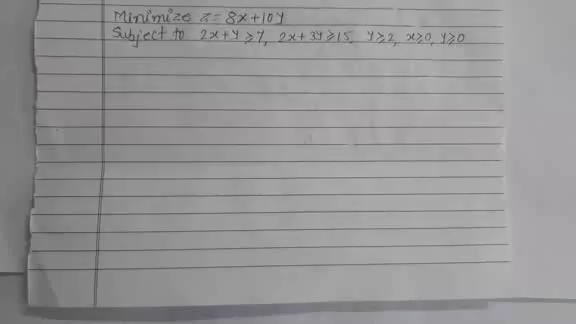 Minimize z = 8x+10y
Subject to 2x+y ≥ 7, 2x+3y ≥ 15, y ≥ 2, x ≥ 0, y ≥ 0